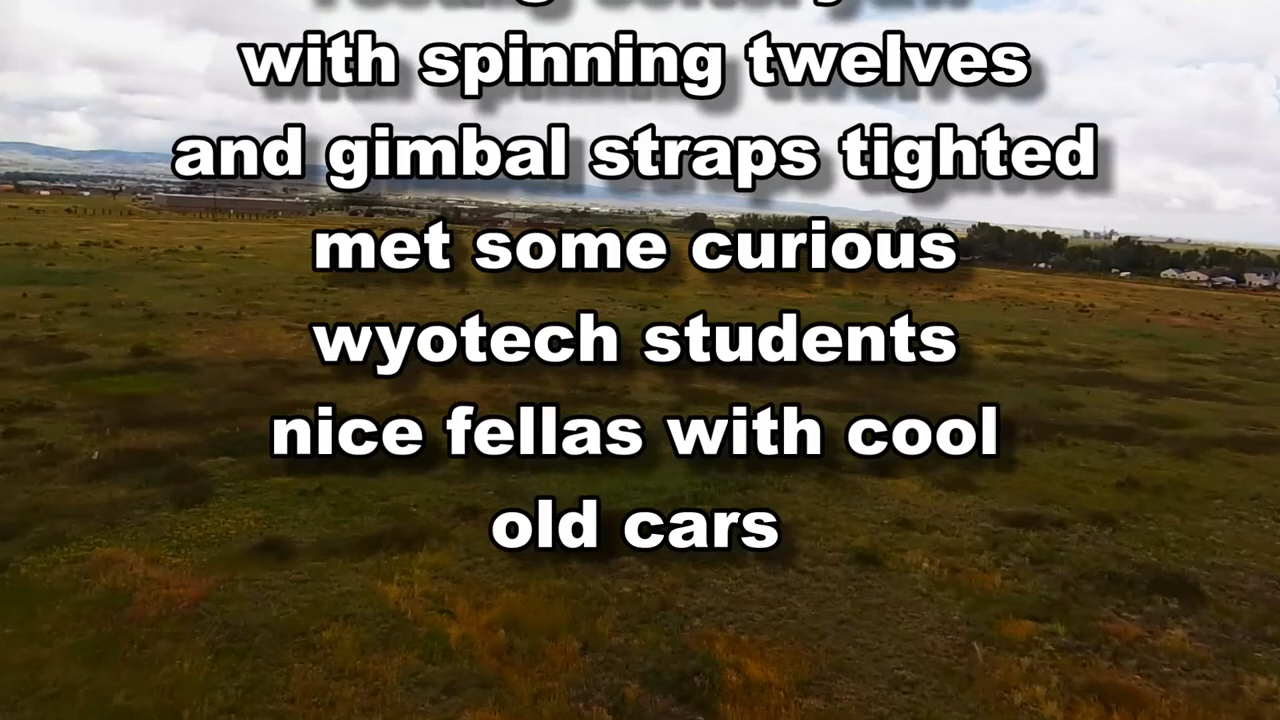 with spinning twelves
and gimbal straps tighted
met some curious
wyotech students
nice fellas with cool
old cars